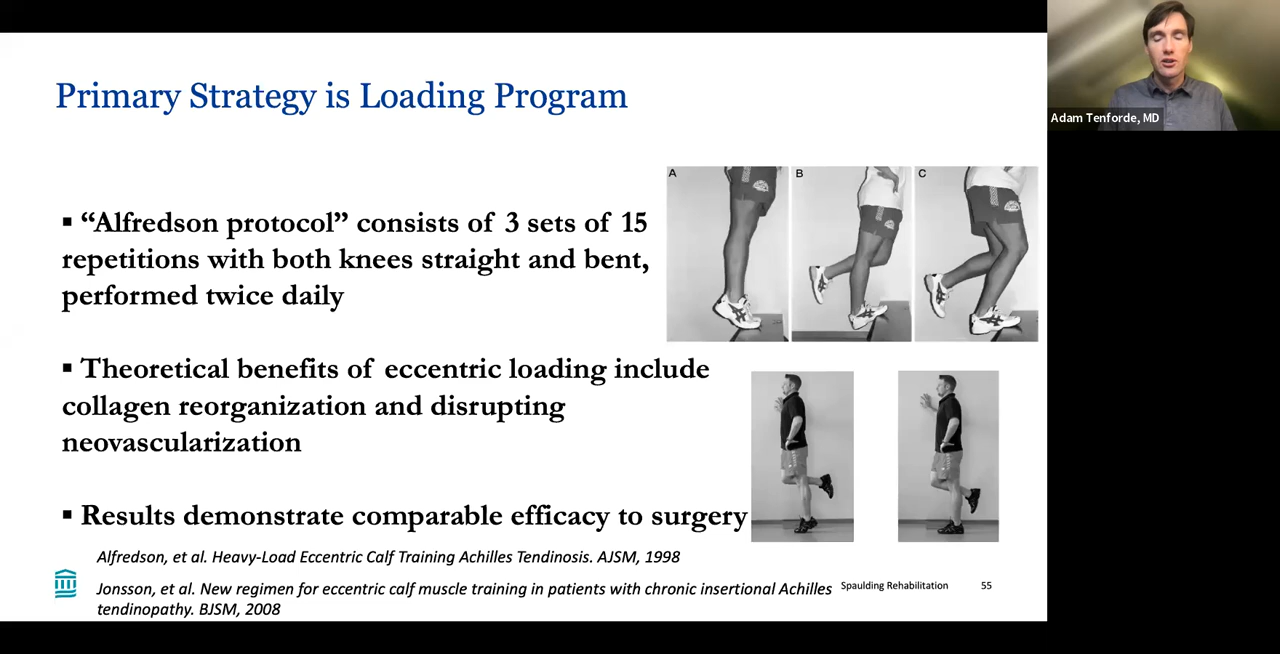 Primary Strategy is Loading Program
▪ “Alfredson protocol” consists of 3 sets of 15
repetitions with both knees straight and bent,
performed twice daily
▪ Theoretical benefits of eccentric loading include
collagen reorganization and disrupting
neovascularization
▪ Results demonstrate comparable efficacy to surgery
A
B
C
Alfredson, et al. Heavy-Load Eccentric Calf Training Achilles Tendinosis. AJSM, 1998
Jonsson, et al. New regimen for eccentric calf muscle training in patients with chronic insertional Achilles
tendinopathy. BJSM, 2008
Spaulding Rehabilitation
55
Adam Tenforde, MD